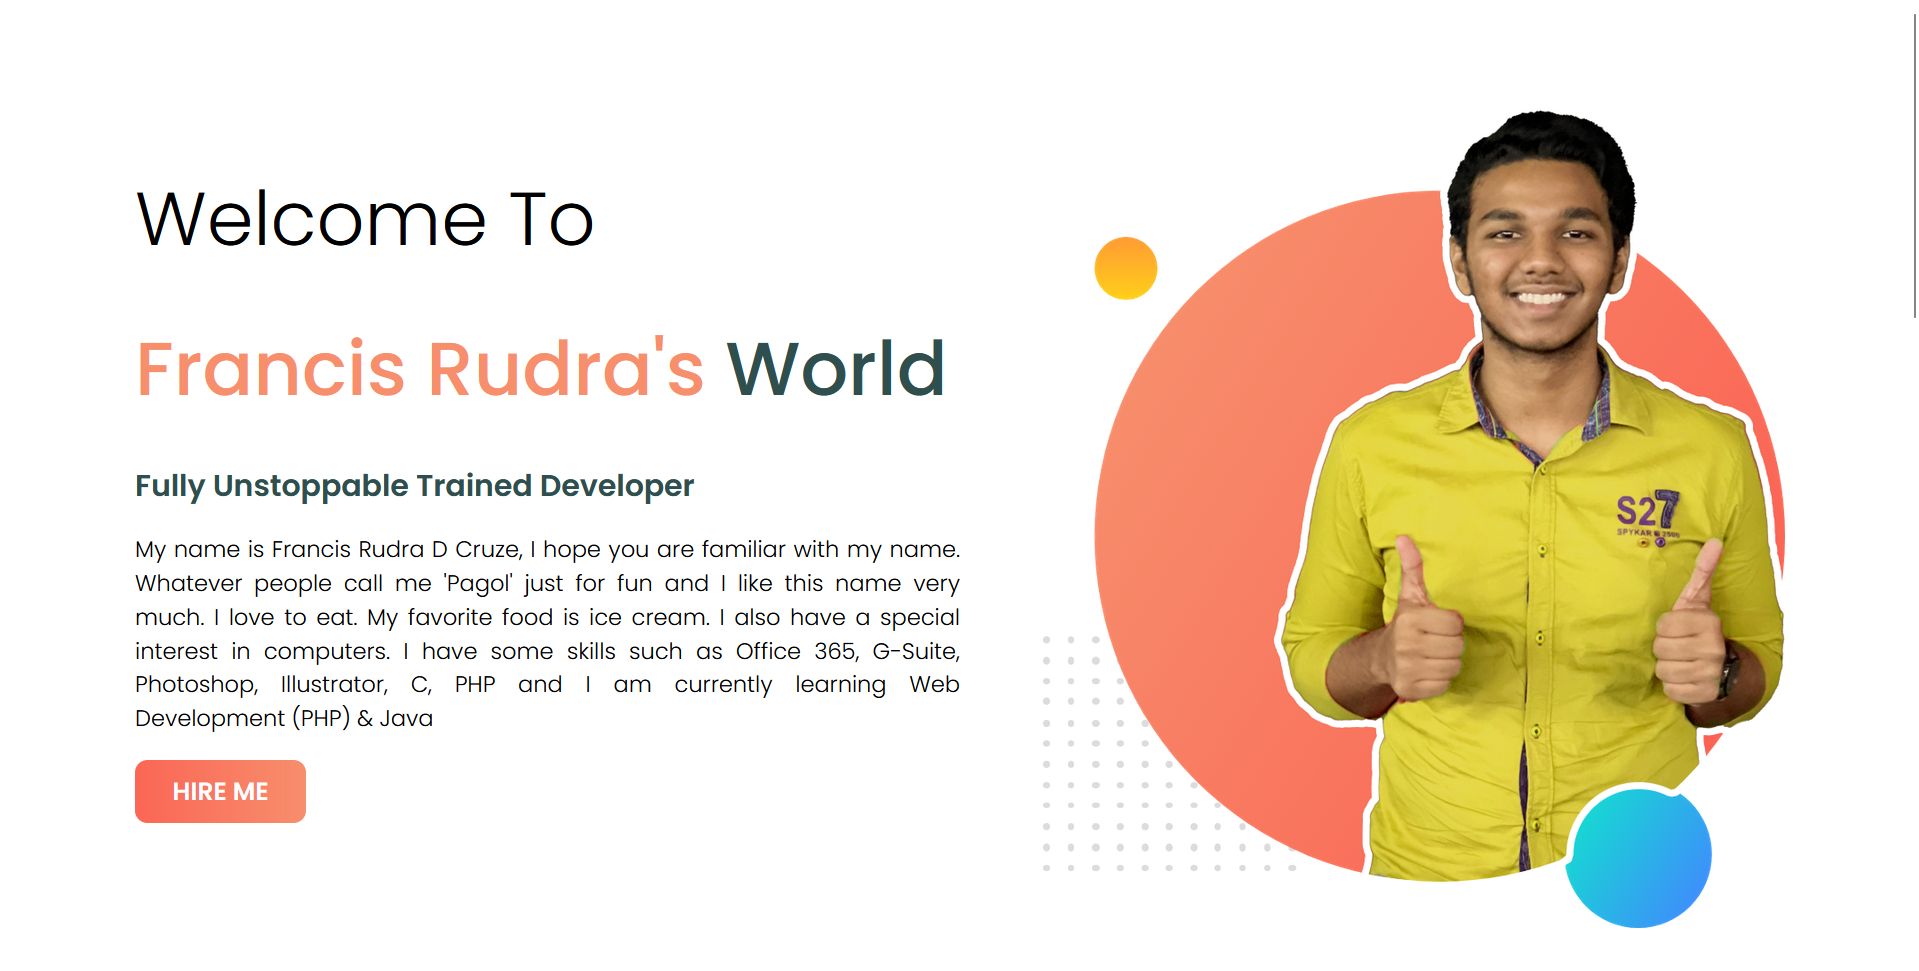 Welcome To
Francis Rudra's World
Fully Unstoppable Trained Developer
My name is Francis Rudra D Cruze, I hope you are familiar with my name.
Whatever people call me 'Pagol' just for fun and I like this name very
much. I love to eat. My favorite food is ice cream. I also have a special
interest in computers. I have some skills such as Office 365, G-Suite,
Photoshop, Illustrator, C, PHP and I am currently learning Web
Development (PHP) & Java
HIRE ME
S27
SPYKAR